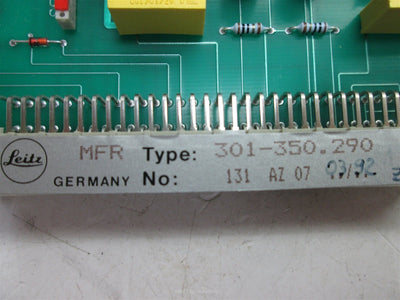 Leitz MFR Type: 301-350.290
GERMANY No: 131 AZ 07 03/92